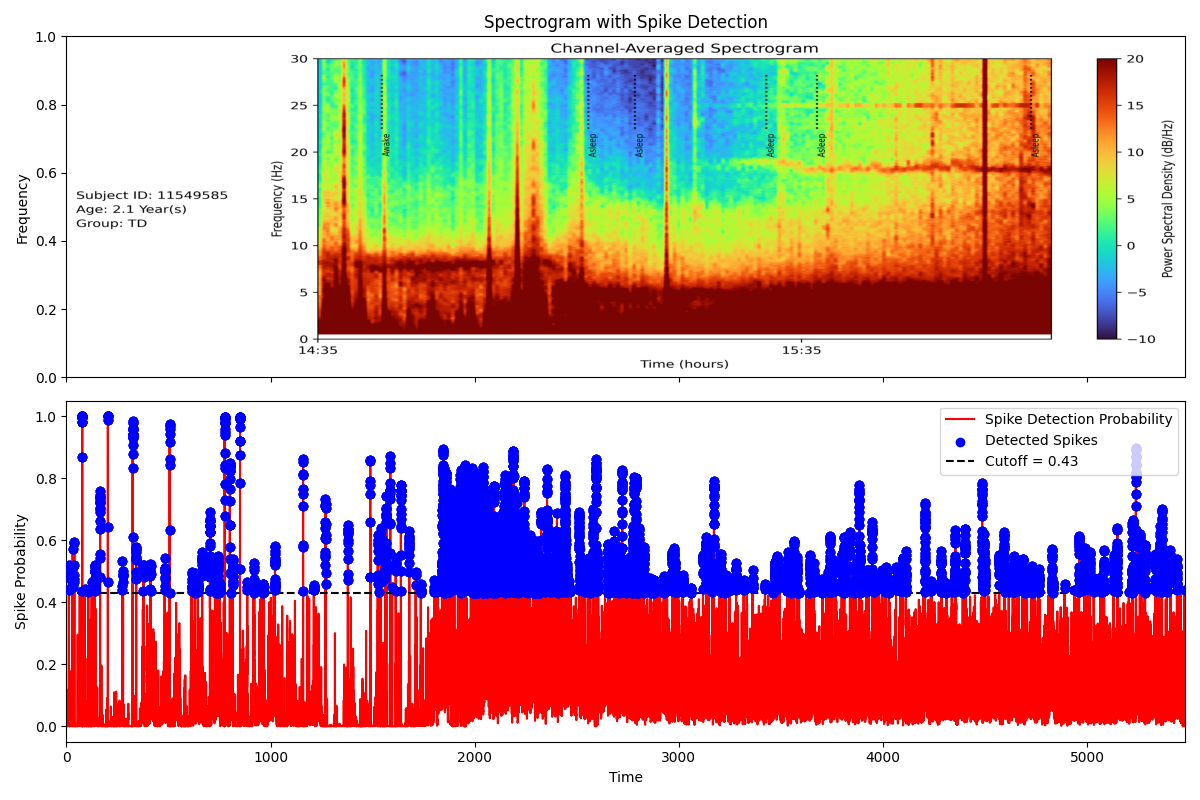 Spectrogram with Spike Detection
Channel-Averaged Spectrogram
Frequency
1.0
0.8
0.6
0.4
0.2
0.0
Subject ID: 11549585
Age: 2.1 Year(s)
Group: TD
Frequency (Hz)
30
25
20
15
10
5
0
Awake
Asleep
Asleep
Asleep
Asleep
Asleep
14:35
15:35
Time (hours)
20
15
10
5
0
−5
−10
Power Spectral Density (dB/Hz)
Spike Probability
1.0
0.8
0.6
0.4
0.2
0.0
Spike Detection Probability
Detected Spikes
Cutoff = 0.43
0
1000
2000
3000
4000
5000
Time